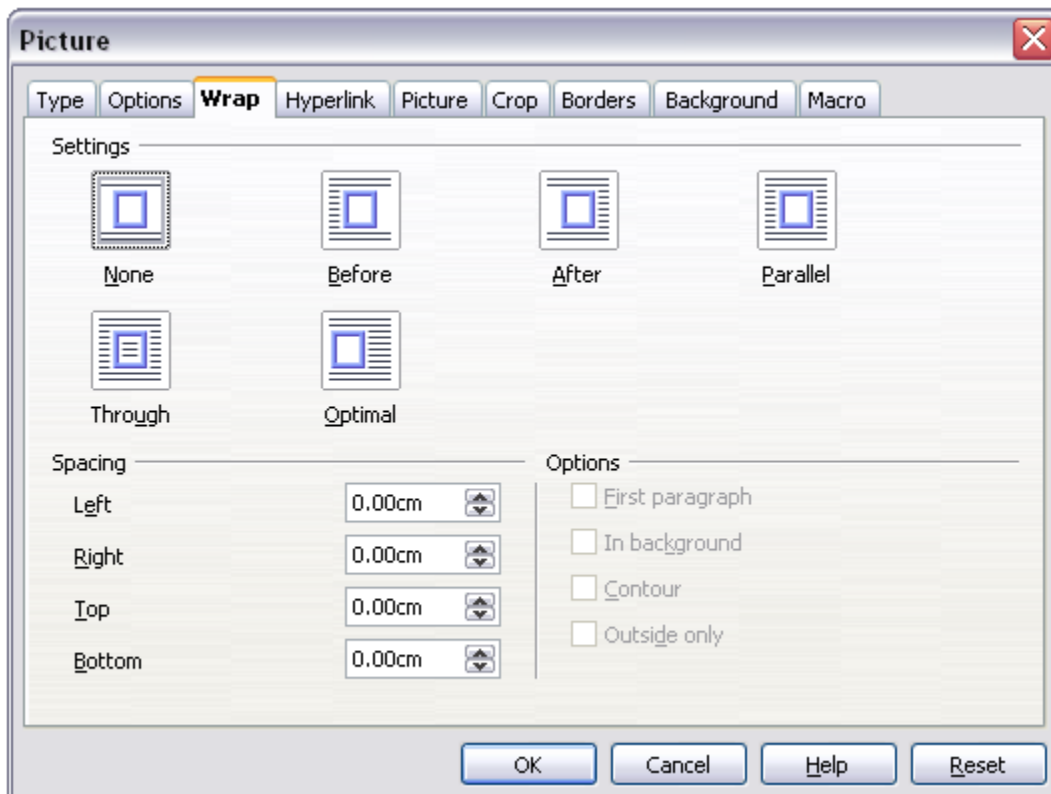 Picture
Type Options Wrap Hyperlink Picture Crop Borders Background Macro
Settings
None Before After Parallel
Through Optimal
Spacing Options
Left 0.00cm First paragraph
Right 0.00cm In background
Top 0.00cm Contour
Bottom 0.00cm Outside only
OK Cancel Help Reset